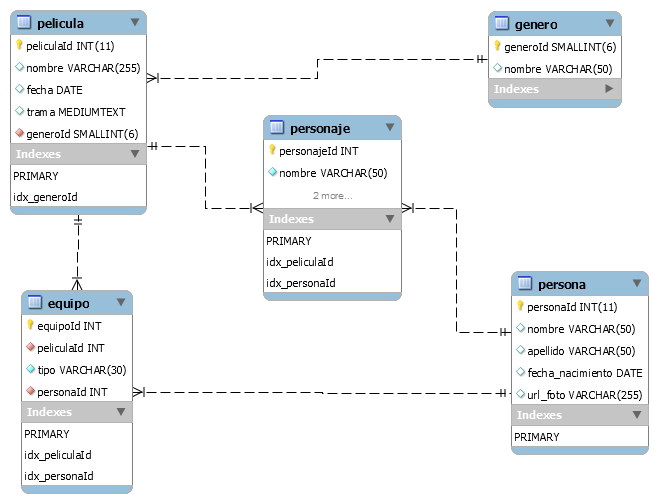 pelicula
peliculaId INT(11)
nombre VARCHAR(255)
fecha DATE
trama MEDIUMTEXT
generoId SMALLINT(6)
Indexes
PRIMARY
idx_generoId
genero
generoId SMALLINT(6)
nombre VARCHAR(50)
Indexes
personaje
personajeId INT
nombre VARCHAR(50)
2 more...
Indexes
PRIMARY
idx_peliculaId
idx_personaId
equipo
equipoId INT
peliculaId INT
tipo VARCHAR(30)
personaId INT
Indexes
PRIMARY
idx_peliculaId
idx_personaId
persona
personaId INT(11)
nombre VARCHAR(50)
apellido VARCHAR(50)
fecha_nacimiento DATE
url_foto VARCHAR(255)
Indexes
PRIMARY